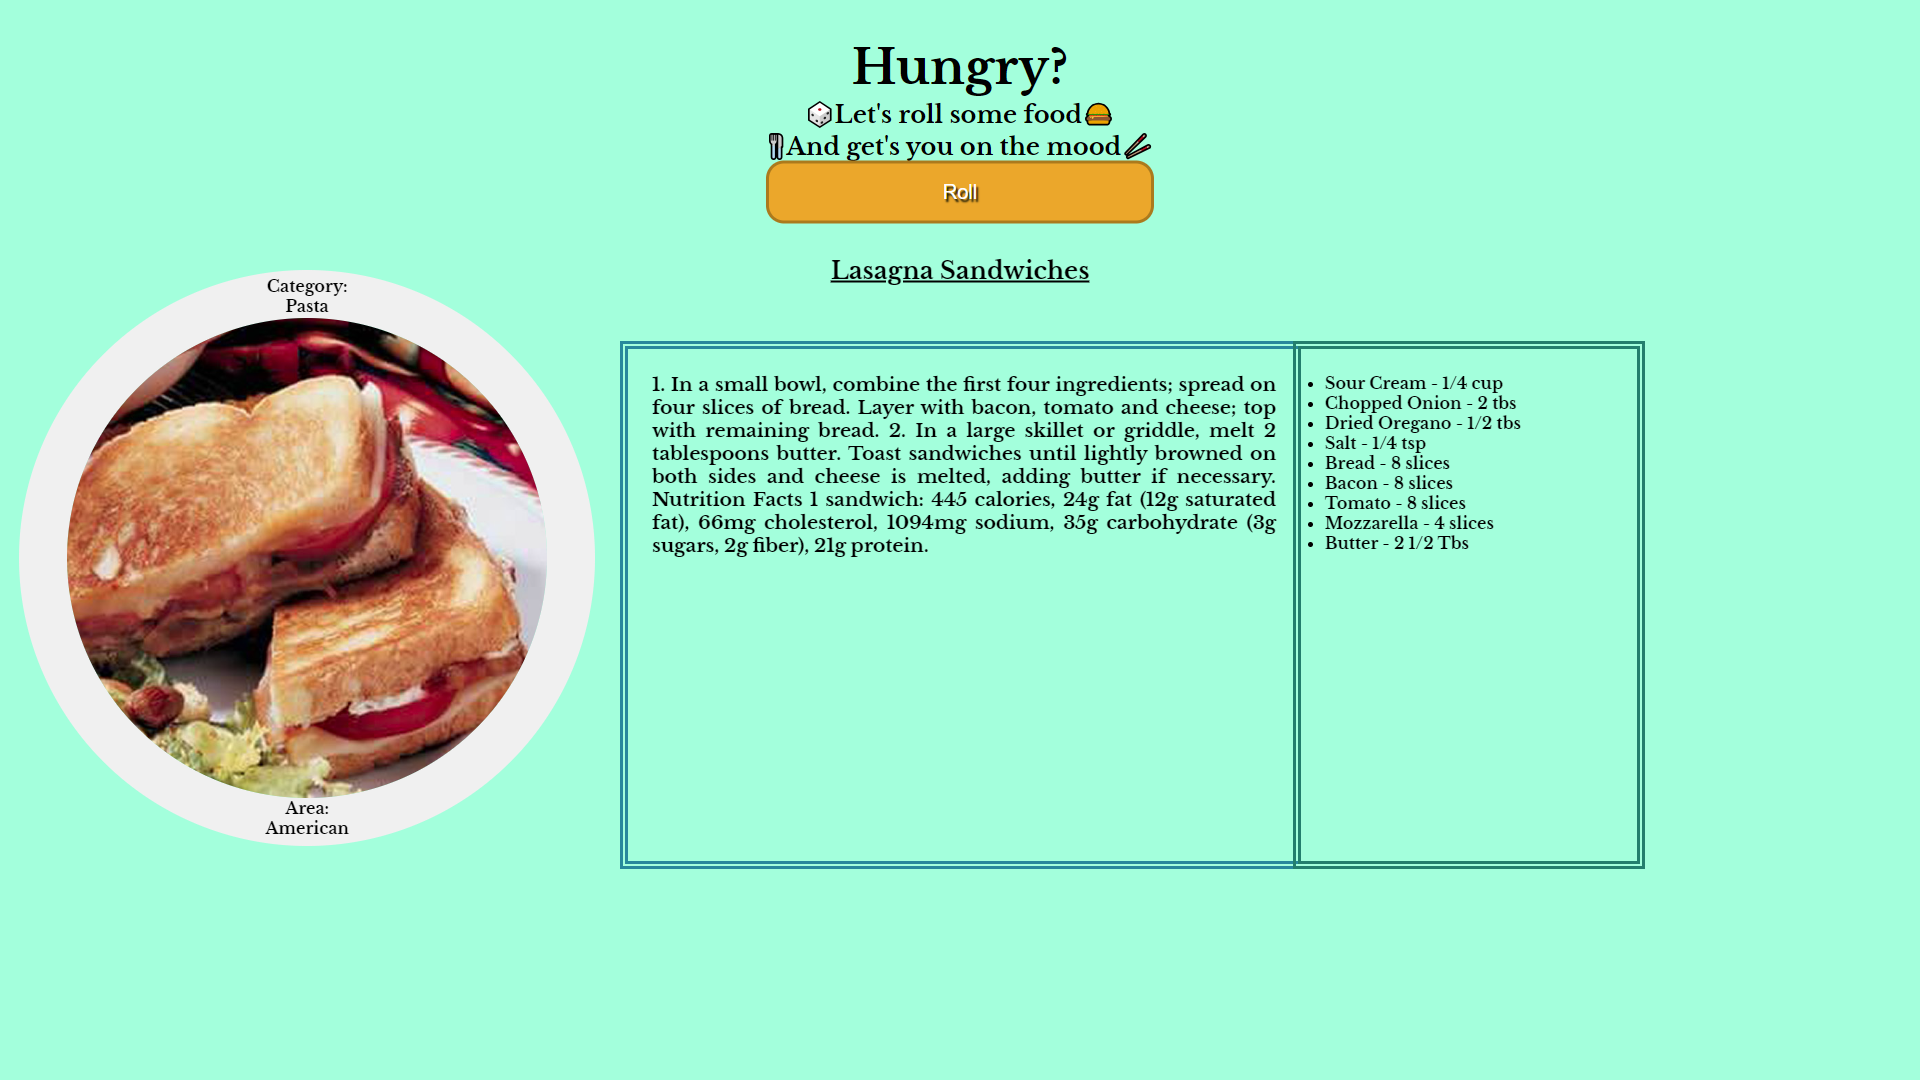 Hungry?
🎲Let's roll some food🍔
🍴And get's you on the mood🥢
Roll
Lasagna Sandwiches
Category:
Pasta
Area:
American
1. In a small bowl, combine the first four ingredients; spread on
four slices of bread. Layer with bacon, tomato and cheese; top
with remaining bread. 2. In a large skillet or griddle, melt 2
tablespoons butter. Toast sandwiches until lightly browned on
both sides and cheese is melted, adding butter if necessary.
Nutrition Facts 1 sandwich: 445 calories, 24g fat (12g saturated
fat), 66mg cholesterol, 1094mg sodium, 35g carbohydrate (3g
sugars, 2g fiber), 21g protein.
• Sour Cream - 1/4 cup
• Chopped Onion - 2 tbs
• Dried Oregano - 1/2 tbs
• Salt - 1/4 tsp
• Bread - 8 slices
• Bacon - 8 slices
• Tomato - 8 slices
• Mozzarella - 4 slices
• Butter - 2 1/2 Tbs